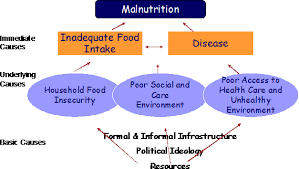 Malnutrition
Immediate
Causes
Inadequate Food
Intake
Disease
Underlying
Causes
Household Food
Insecurity
Poor Social and
Care
Environment
Poor Access to
Health Care and
Unhealthy
Environment
Basic Causes
Formal & Informal Infrastructure
Political Ideology
Resources